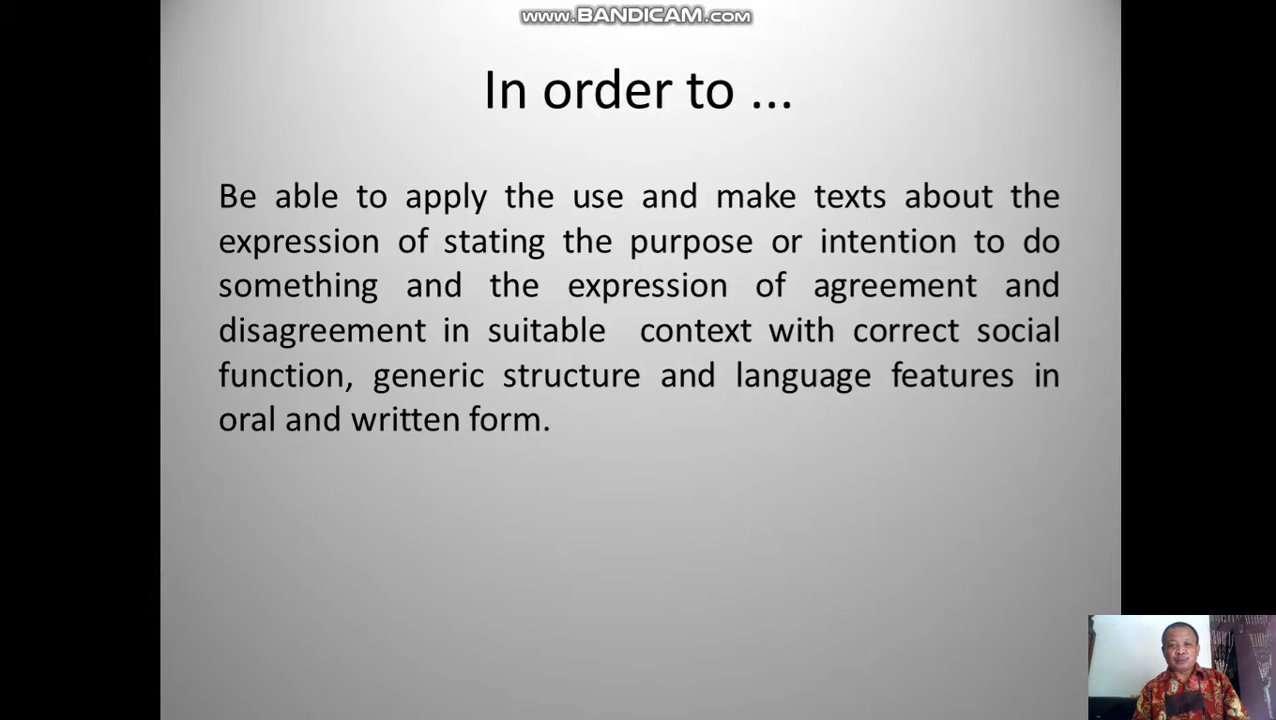 www.BANDICAM.com
In order to ...
Be able to apply the use and make texts about the
expression of stating the purpose or intention to do
something and the expression of agreement and
disagreement in suitable context with correct social
function, generic structure and language features in
oral and written form.